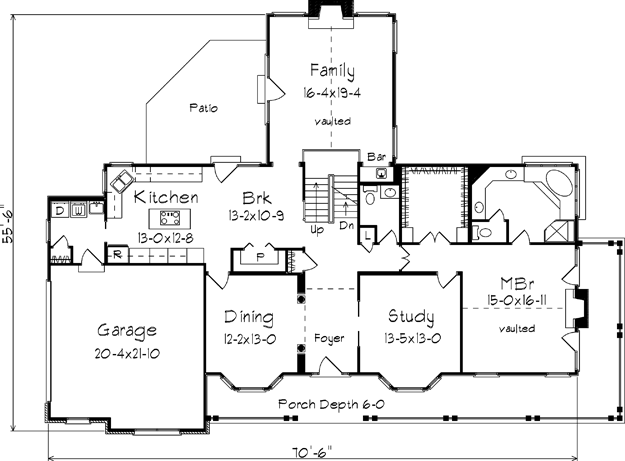 Family
16-4x19-4
vaulted
Patio
Bar
Kitchen
13-0x12-8
Brk
13-2x10-9
D
W
R
P
Up
Dn
L
MBr
15-0x16-11
vaulted
Garage
20-4x21-10
Dining
12-2x13-0
Foyer
Study
13-5x13-0
Porch Depth 6-0
55'-6"
70'-6"